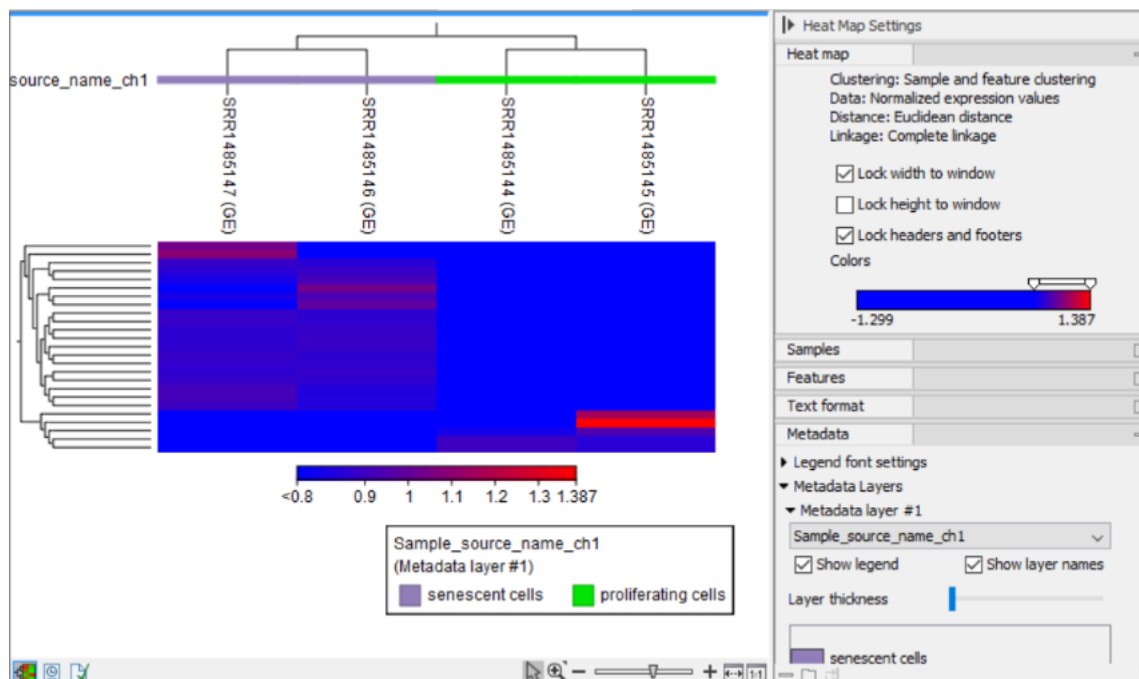 source_name_ch1
SRR1485147 (GE)
SRR1485146 (GE)
SRR1485144 (GE)
SRR1485145 (GE)
<0.8 0.9 1 1.1 1.2 1.3 1.387
Sample_source_name_ch1
(Metadata layer #1)
senescent cells proliferating cells
1:1
Heat Map Settings
Heat map
Clustering: Sample and feature clustering
Data: Normalized expression values
Distance: Euclidean distance
Linkage: Complete linkage
Lock width to window
Lock height to window
Lock headers and footers
Colors
-1.299 1.387
Samples
Features
Text format
Metadata
Legend font settings
Metadata Layers
Metadata layer #1
Sample_source_name_ch1
Show legend Show layer names
Layer thickness
senescent cells